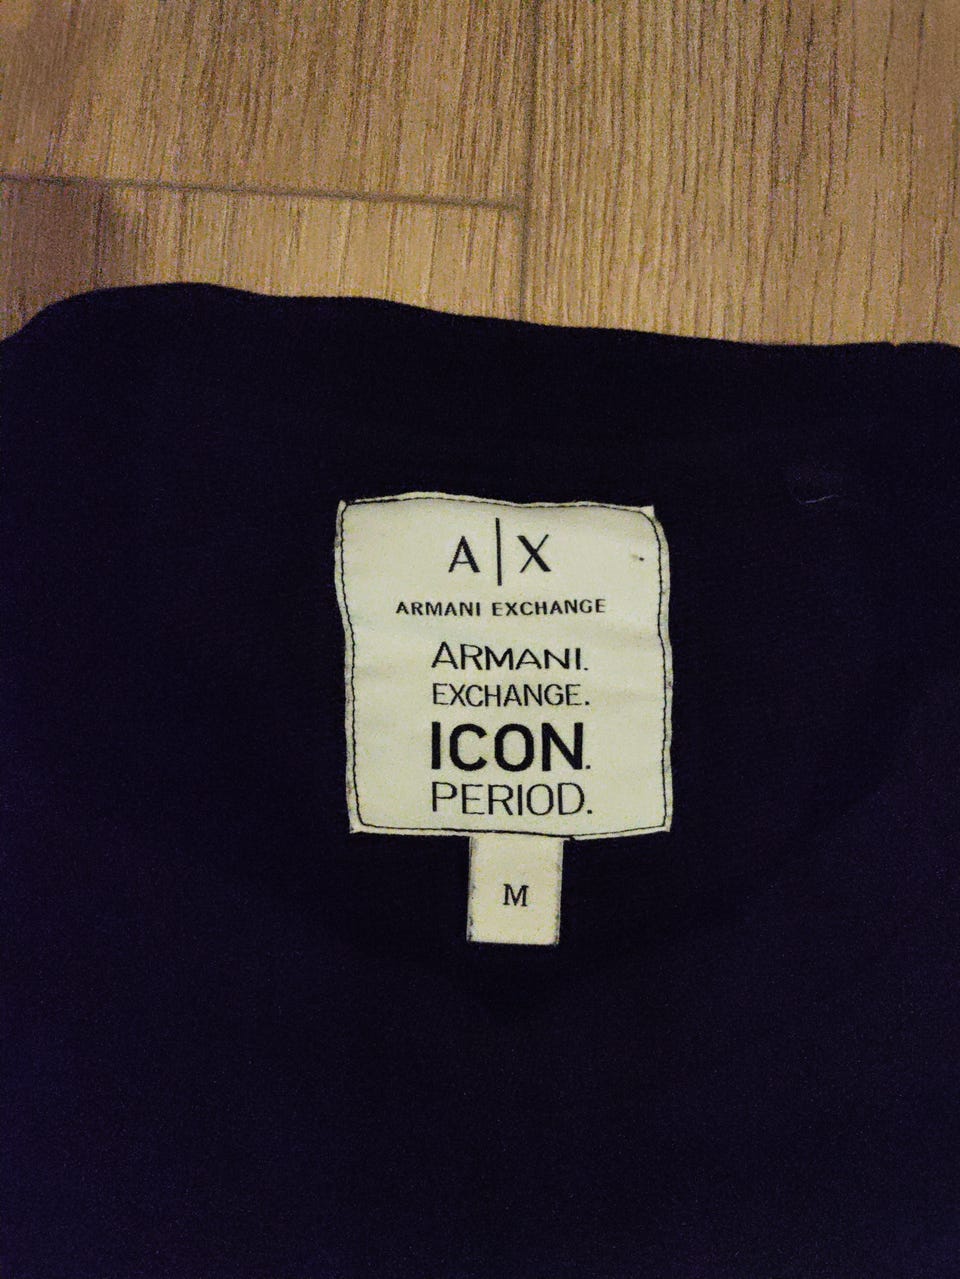 A|X
ARMANI EXCHANGE
ARMANI.
EXCHANGE.
ICON.
PERIOD.
M